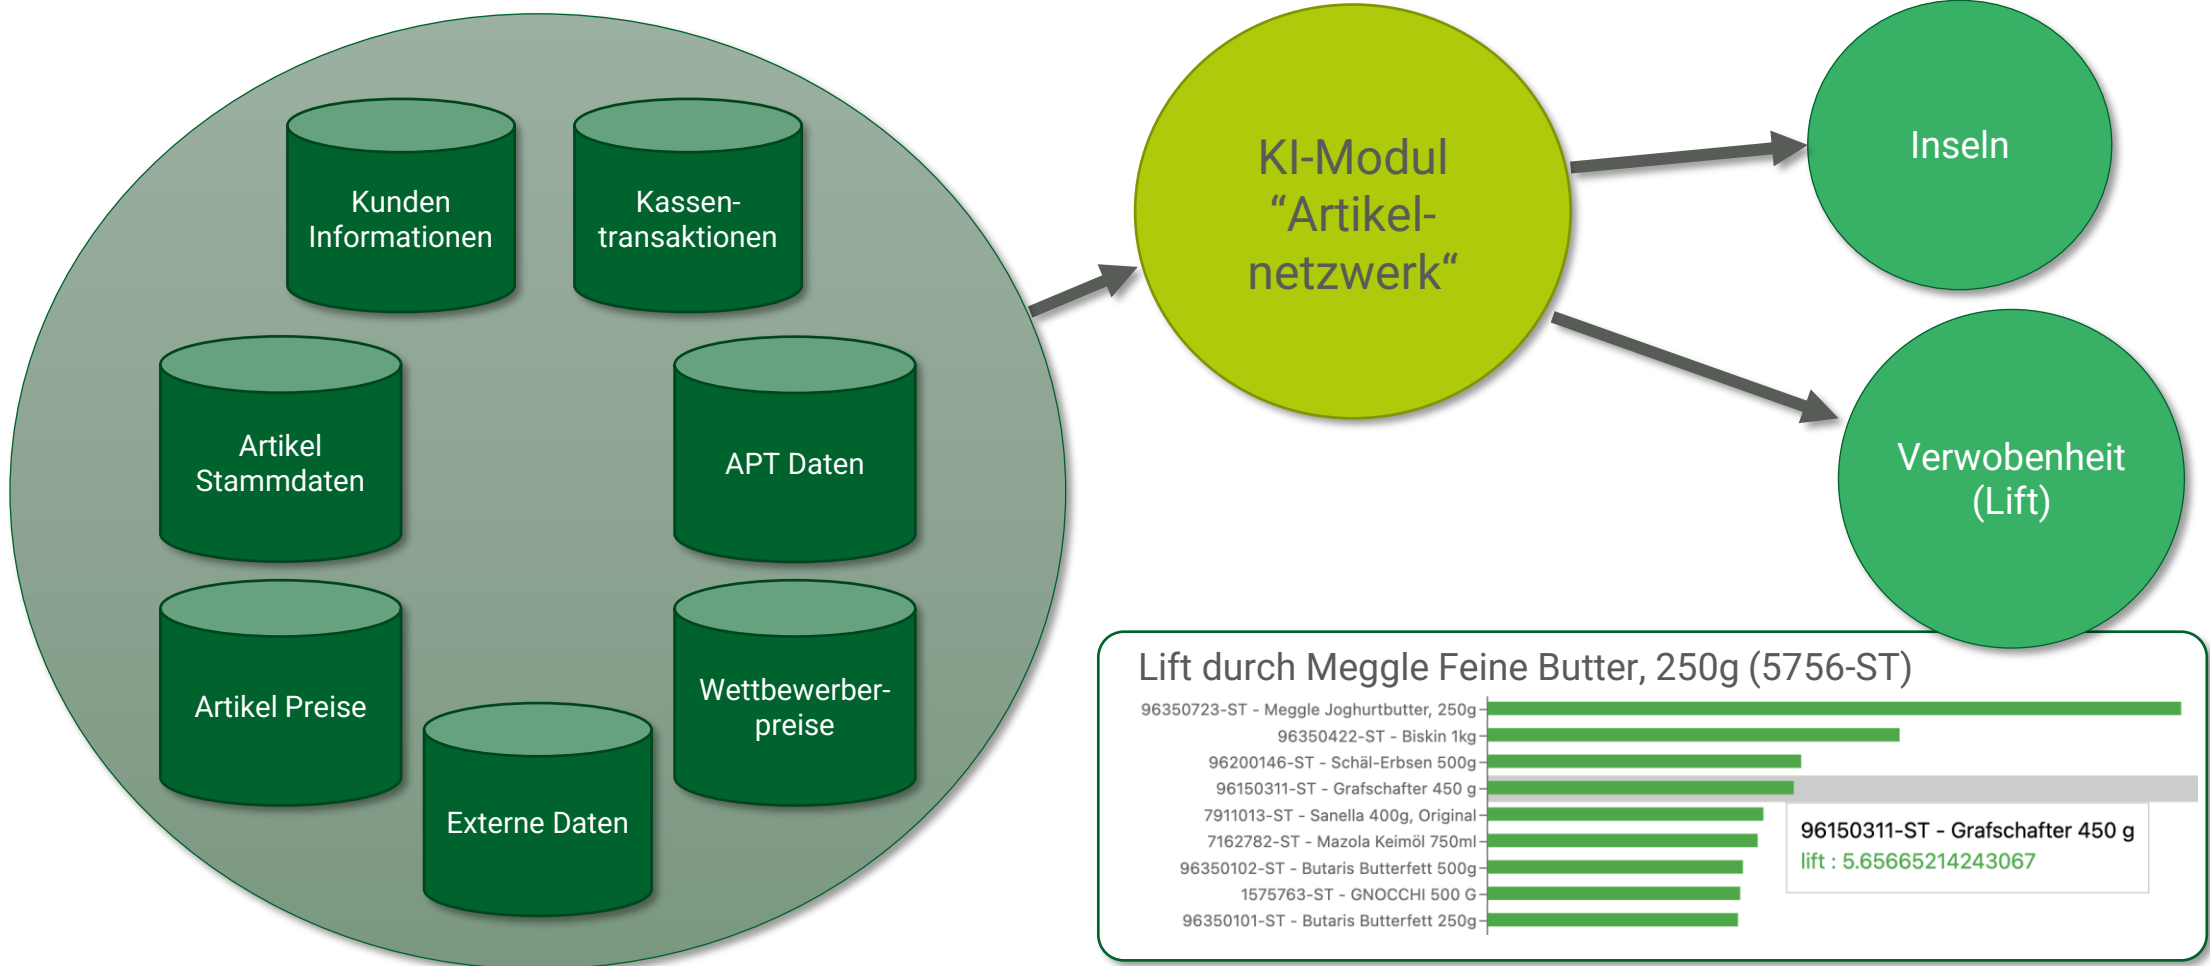 Kunden
Informationen
Kassen-
transaktionen
Artikel
Stammdaten
APT Daten
Artikel Preise
Wettbewerber-
preise
Externe Daten
KI-Modul
“Artikel-
netzwerk“
Inseln
Verwobenheit
(Lift)
Lift durch Meggle Feine Butter, 250g (5756-ST)
96350723-ST - Meggle Joghurtbutter, 250g
96350422-ST - Biskin 1kg
96200146-ST - Schäl-Erbsen 500g
96150311-ST - Grafschafter 450 g
7911013-ST - Sanella 400g, Original
7162782-ST - Mazola Keimöl 750ml
96350102-ST - Butaris Butterfett 500g
1575763-ST - GNOCCHI 500 G
96350101-ST - Butaris Butterfett 250g
96150311-ST - Grafschafter 450 g
lift : 5.65665214243067